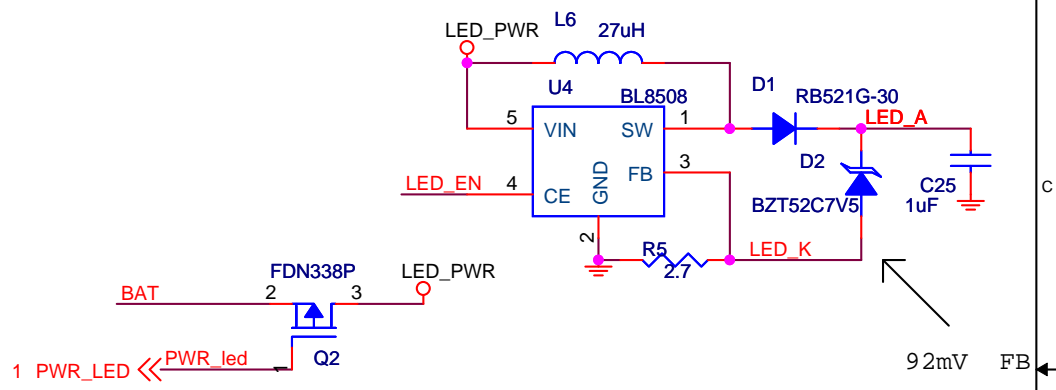 L6
LED_PWR
27uH
U4
BL8508
D1
RB521G-30
LED_A
5
VIN
SW
1
D2
3
FB
GND
LED_EN
4
CE
C25
1uF
BZT52C7V5
2
R5
2.7
LED_K
FDN338P
LED_PWR
BAT
2
3
1 PWR_LED
PWR_led
1
Q2
92mV FB
C